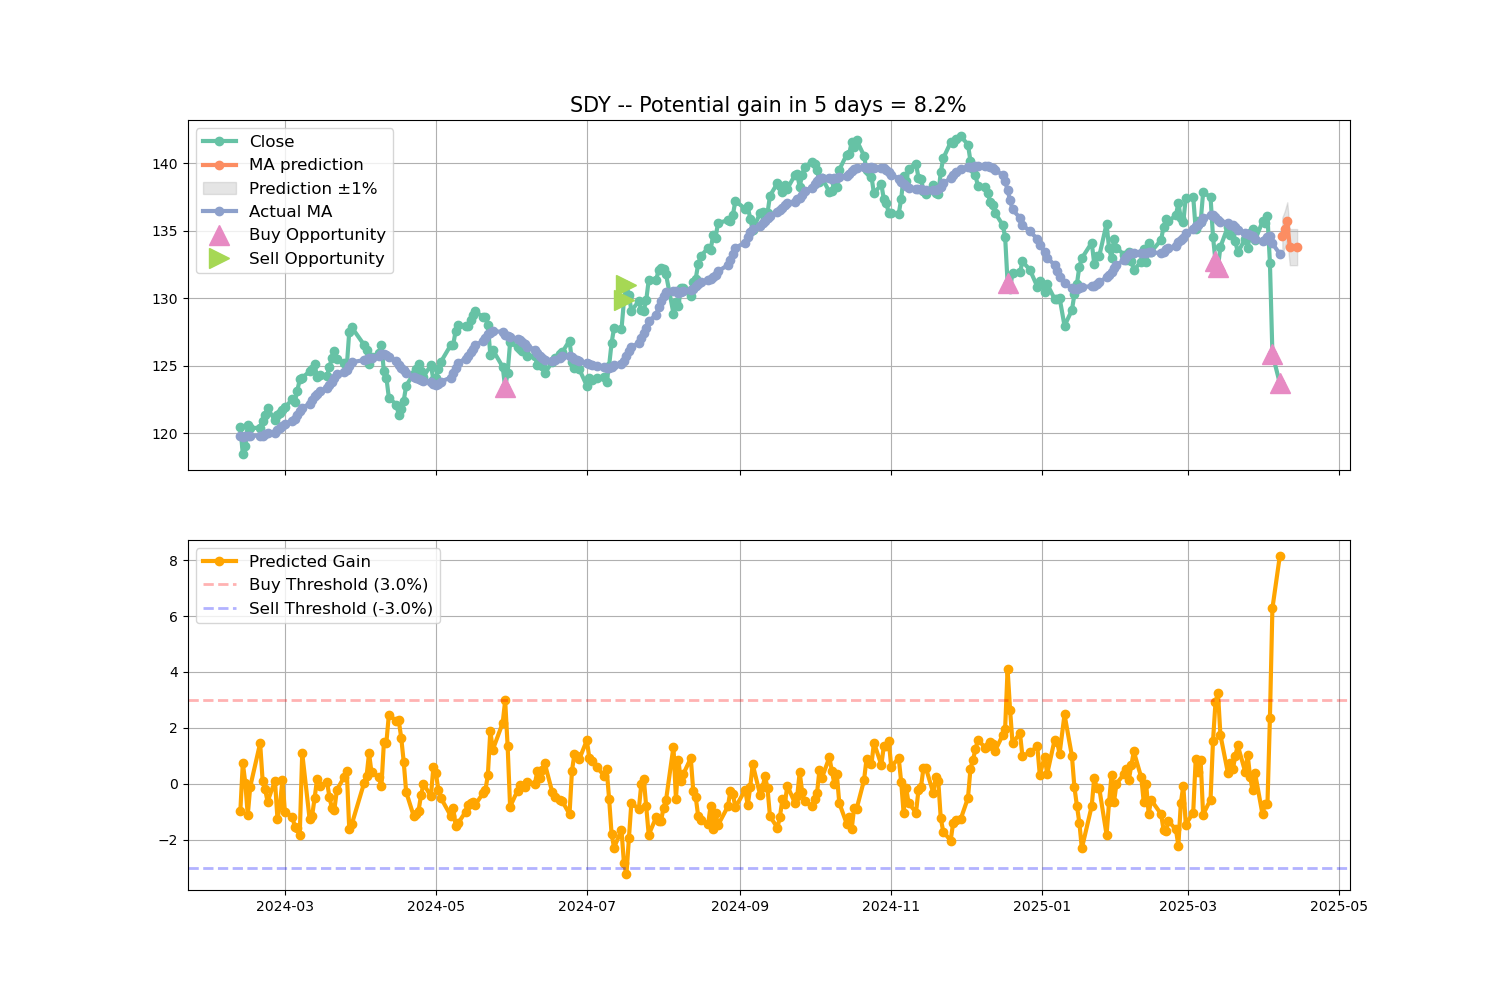 SDY -- Potential gain in 5 days = 8.2%
Close
MA prediction
Prediction ±1%
Actual MA
Buy Opportunity
Sell Opportunity
140
135
130
125
120
Predicted Gain
Buy Threshold (3.0%)
Sell Threshold (-3.0%)
8
6
4
2
0
−2
2024-03
2024-05
2024-07
2024-09
2024-11
2025-01
2025-03
2025-05